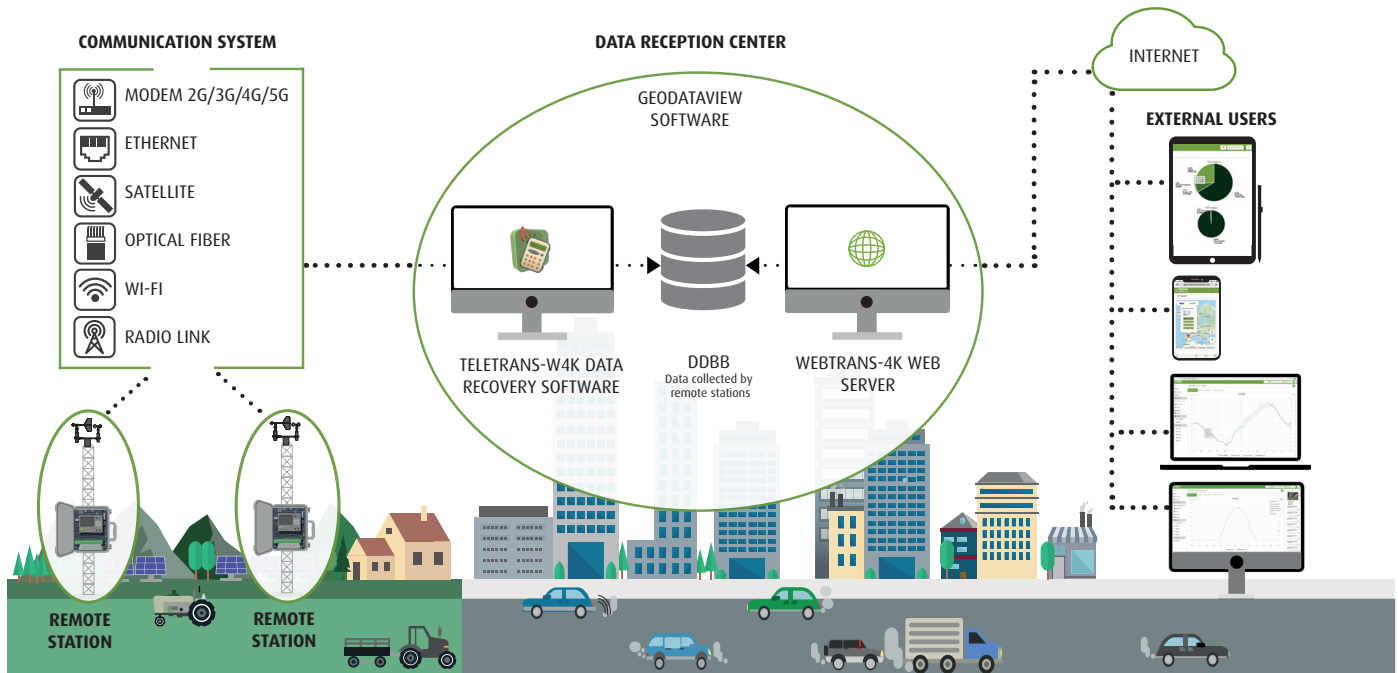 COMMUNICATION SYSTEM
MODEM 2G/3G/4G/5G
ETHERNET
SATELLITE
OPTICAL FIBER
WI-FI
RADIO LINK
REMOTE
STATION
REMOTE
STATION
DATA RECEPTION CENTER
GEODATAVIEW
SOFTWARE
TELETRANS-W4K DATA
RECOVERY SOFTWARE
DDBB
Data collected by
remote stations
WEBTRANS-4K WEB
SERVER
INTERNET
EXTERNAL USERS